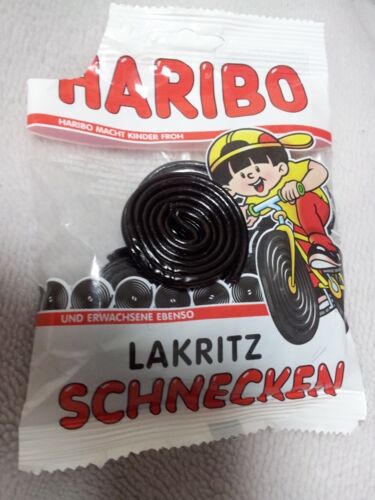 HARIBO
HARIBO MACHT KINDER FROH
UND ERWACHSENE EBENSO
LAKRITZ
SCHNECKEN